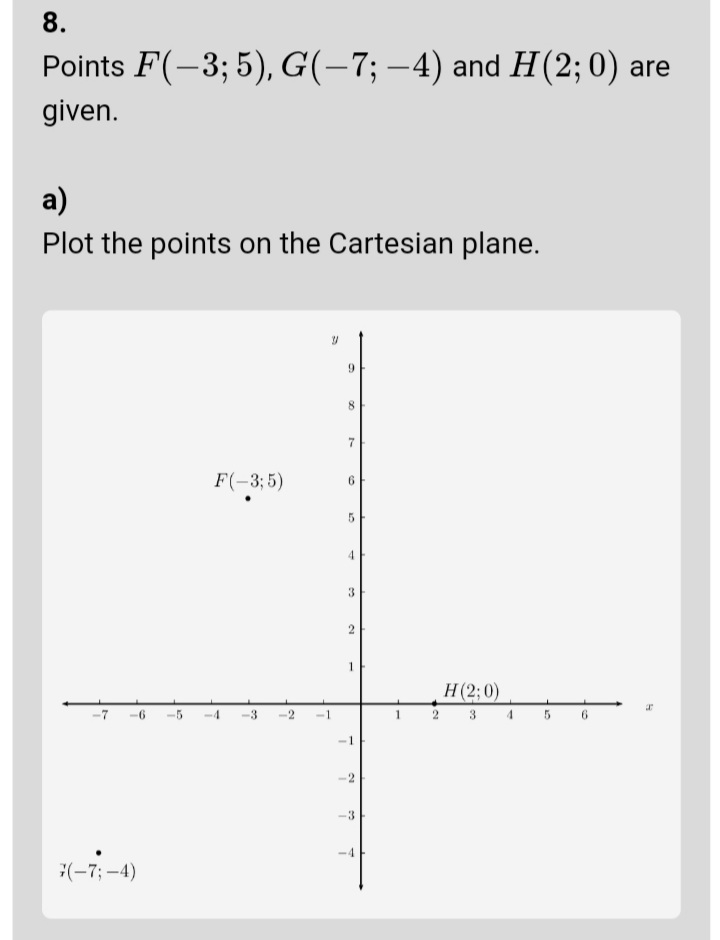 8.
Points F(−3; 5), G(−7; −4) and H(2; 0) are
given.
a)
Plot the points on the Cartesian plane.
y
9
8
7
F(−3; 5)
6
5
4
3
2
1
H(2; 0)
x
−7 −6 −5 −4 −3 −2 −1 1 2 3 4 5 6
−1
−2
−3
−4
(−7; −4)